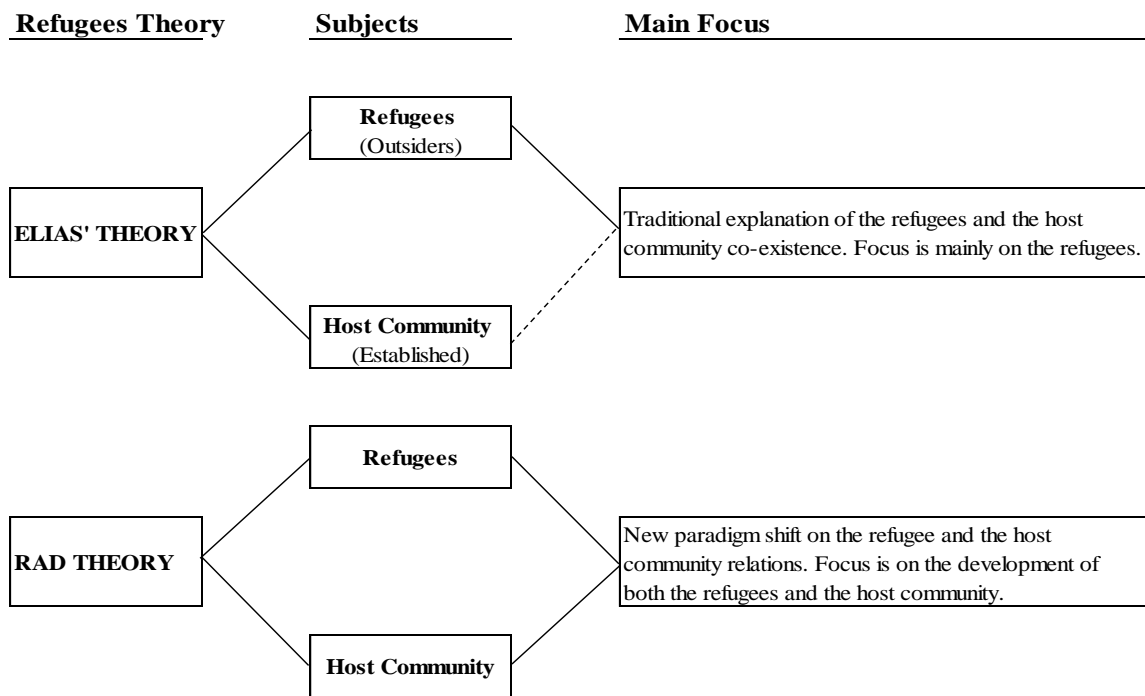 Refugees Theory
Subjects
Main Focus
Refugees
(Outsiders)
ELIAS' THEORY
Traditional explanation of the refugees and the host
community co-existence. Focus is mainly on the refugees.
Host Community
(Established)
Refugees
RAD THEORY
New paradigm shift on the refugee and the host
community relations. Focus is on the development of
both the refugees and the host community.
Host Community